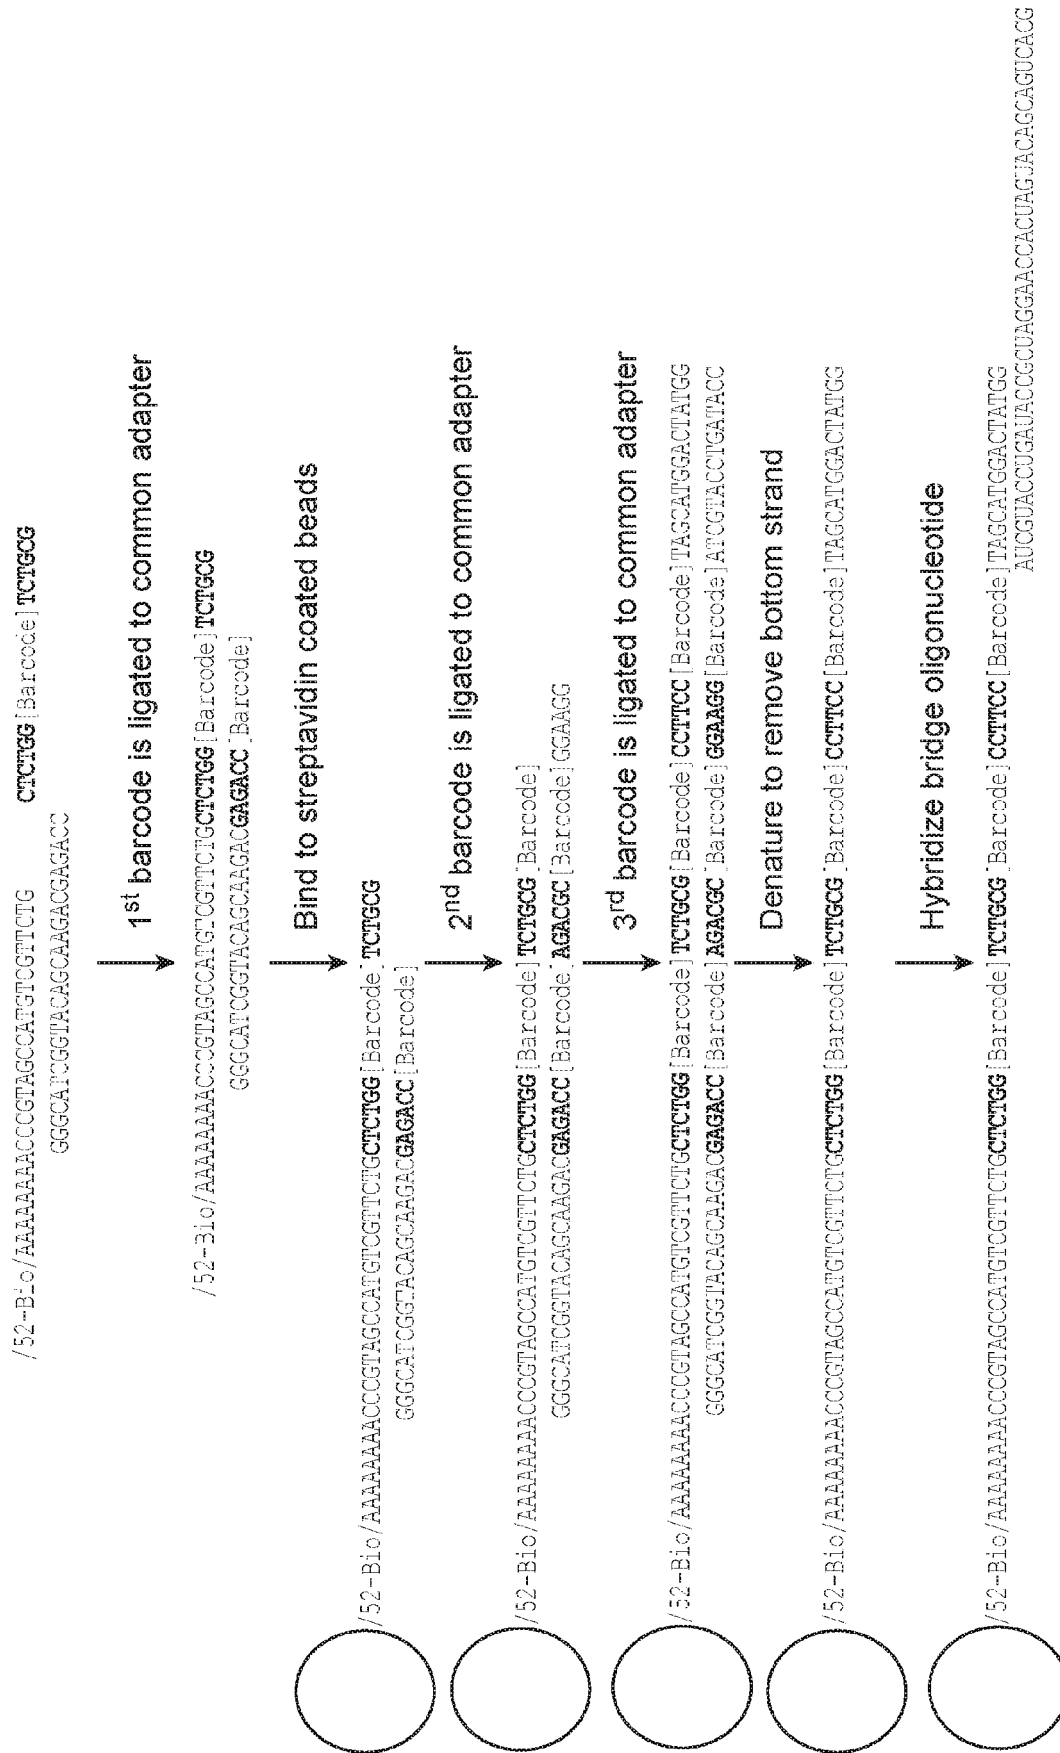 /52-Bio/AAAAAAAACCCGTAGCCATGTCGTTCTG CTCTGG[Barcode]TCTGCG
GGGCATCGGTACAGCAAGACGAGACC
1st barcode is ligated to common adapter
/52-Bio/AAAAAAAACCCGTAGCCATGTCGTTCTGCTCTGG[Barcode]TCTGCG
GGGCATCGGTACAGCAAGACGAGACC[Barcode]
Bind to streptavidin coated beads
/52-Bio/AAAAAAAACCCGTAGCCATGTCGTTCTGCTCTGG[Barcode]TCTGCG
GGGCATCGGTACAGCAAGACGAGACC[Barcode]
2nd barcode is ligated to common adapter
/52-Bio/AAAAAAAACCCGTAGCCATGTCGTTCTGCTCTGG[Barcode]TCTGCG[Barcode]
GGGCATCGGTACAGCAAGACGAGACC[Barcode]AGACGC[Barcode]GGAAGG
3rd barcode is ligated to common adapter
/52-Bio/AAAAAAAACCCGTAGCCATGTCGTTCTGCTCTGG[Barcode]TCTGCG[Barcode]CCTTCC[Barcode]TAGCATGGACTATGG
GGGCATCGGTACAGCAAGACGAGACC[Barcode]AGACGC[Barcode]GGAAGG[Barcode]ATCGTACCTGATACC
Denature to remove bottom strand
/52-Bio/AAAAAAAACCCGTAGCCATGTCGTTCTGCTCTGG[Barcode]TCTGCG[Barcode]CCTTCC[Barcode]TAGCATGGACTATGG
Hybridize bridge oligonucleotide
/52-Bio/AAAAAAAACCCGTAGCCATGTCGTTCTGCTCTGG[Barcode]TCTGCG[Barcode]CCTTCC[Barcode]TAGCATGGACTATGG
AUCGUACCUGAUACCGCUAGGAACCACUAGUACAGCAGUCACG